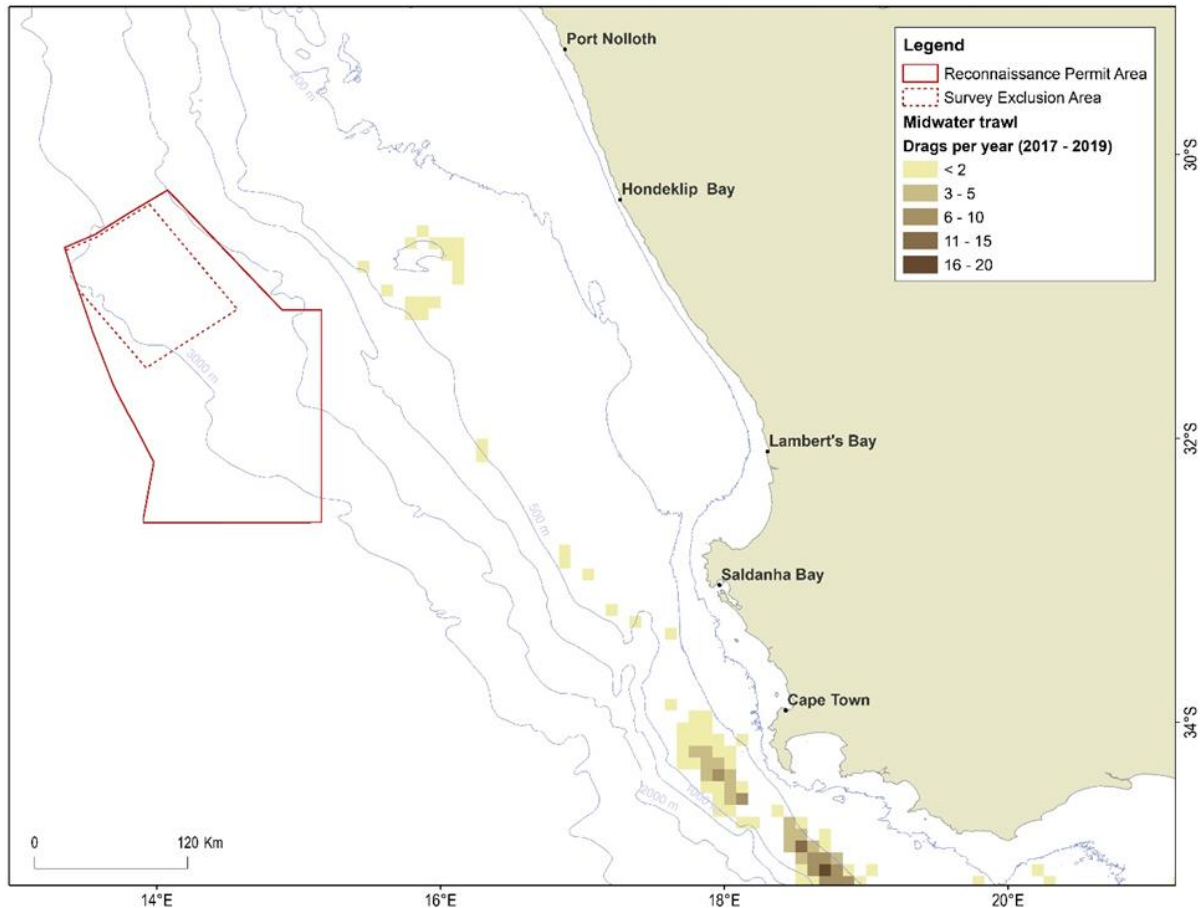 Port Nolloth
Legend
Reconnaissance Permit Area
Survey Exclusion Area
Midwater trawl
Drags per year (2017 - 2019)
< 2
3 - 5
6 - 10
11 - 15
16 - 20
200 m
30°S
Hondeklip Bay
3000 m
Lambert's Bay
32°S
500 m
Saldanha Bay
Cape Town
34°S
1000 m
2000 m
0
120 Km
14°E
16°E
18°E
20°E